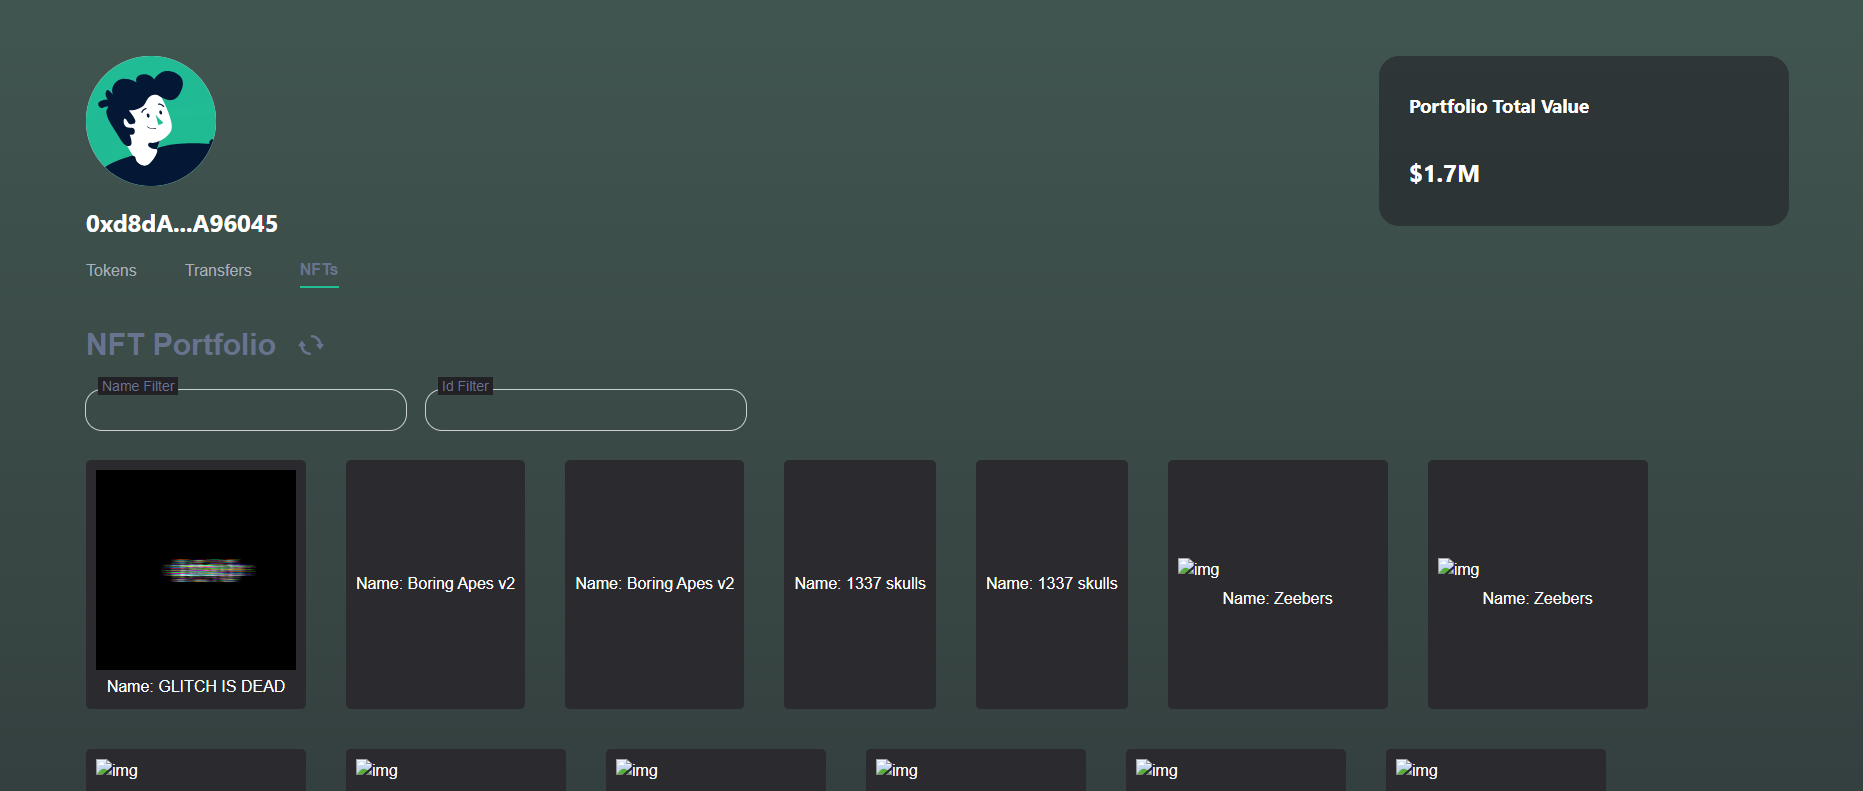 Portfolio Total Value
$1.7M
0xd8dA...A96045
Tokens Transfers NFTs
NFT Portfolio
Name Filter Id Filter
Name: Boring Apes v2 Name: Boring Apes v2 Name: 1337 skulls Name: 1337 skulls
img img
Name: Zeebers Name: Zeebers
Name: GLITCH IS DEAD
img img img img img img